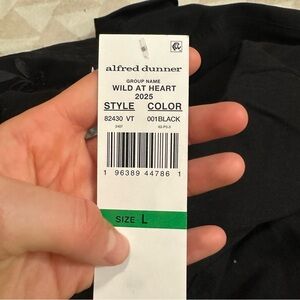 alfred dunner
GROUP NAME
WILD AT HEART
2025
STYLE COLOR
82430 VT 001BLACK
1 96389 44786 1
SIZE L